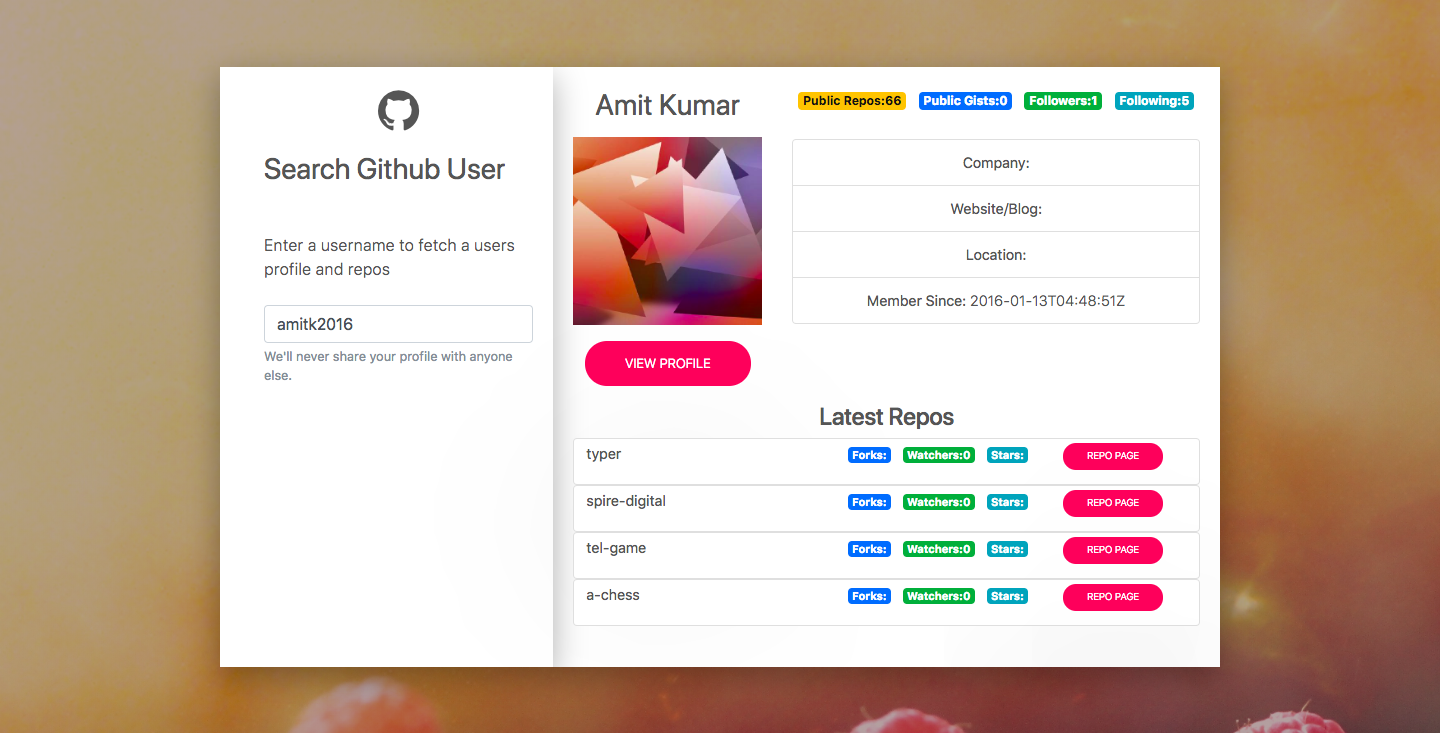 Search Github User
Enter a username to fetch a users
profile and repos
amitk2016
We'll never share your profile with anyone
else.
Amit Kumar
Public Repos:66 Public Gists:0 Followers:1 Following:5
Company:
Website/Blog:
Location:
Member Since: 2016-01-13T04:48:51Z
VIEW PROFILE
Latest Repos
typer Forks: Watchers:0 Stars: REPO PAGE
spire-digital Forks: Watchers:0 Stars: REPO PAGE
tel-game Forks: Watchers:0 Stars: REPO PAGE
a-chess Forks: Watchers:0 Stars: REPO PAGE